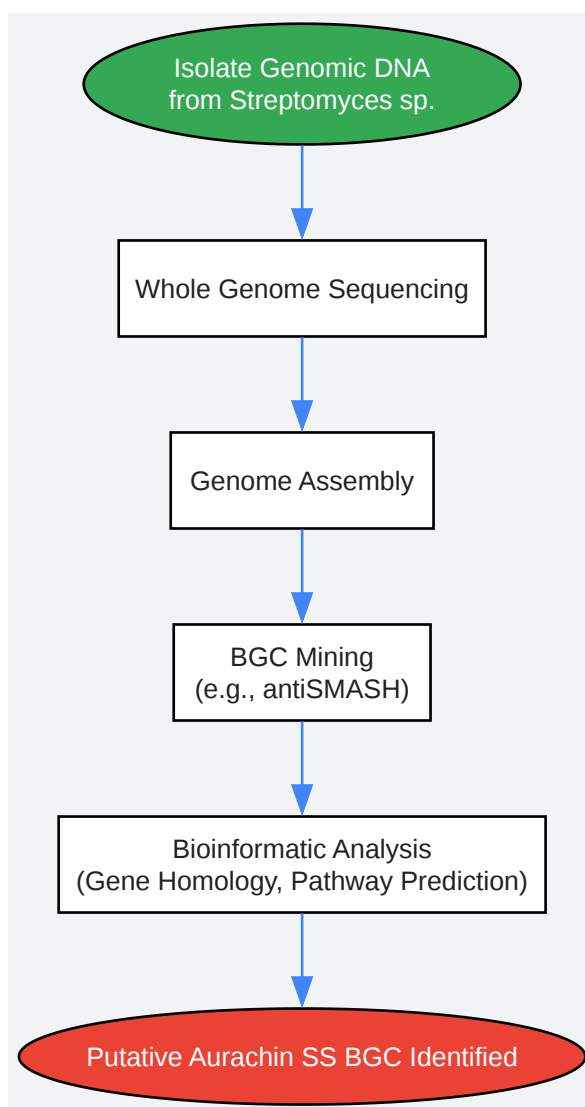 Isolate Genomic DNA
from Streptomyces sp.
Whole Genome Sequencing
Genome Assembly
BGC Mining
(e.g., antiSMASH)
Bioinformatic Analysis
(Gene Homology, Pathway Prediction)
Putative Aurachin SS BGC Identified